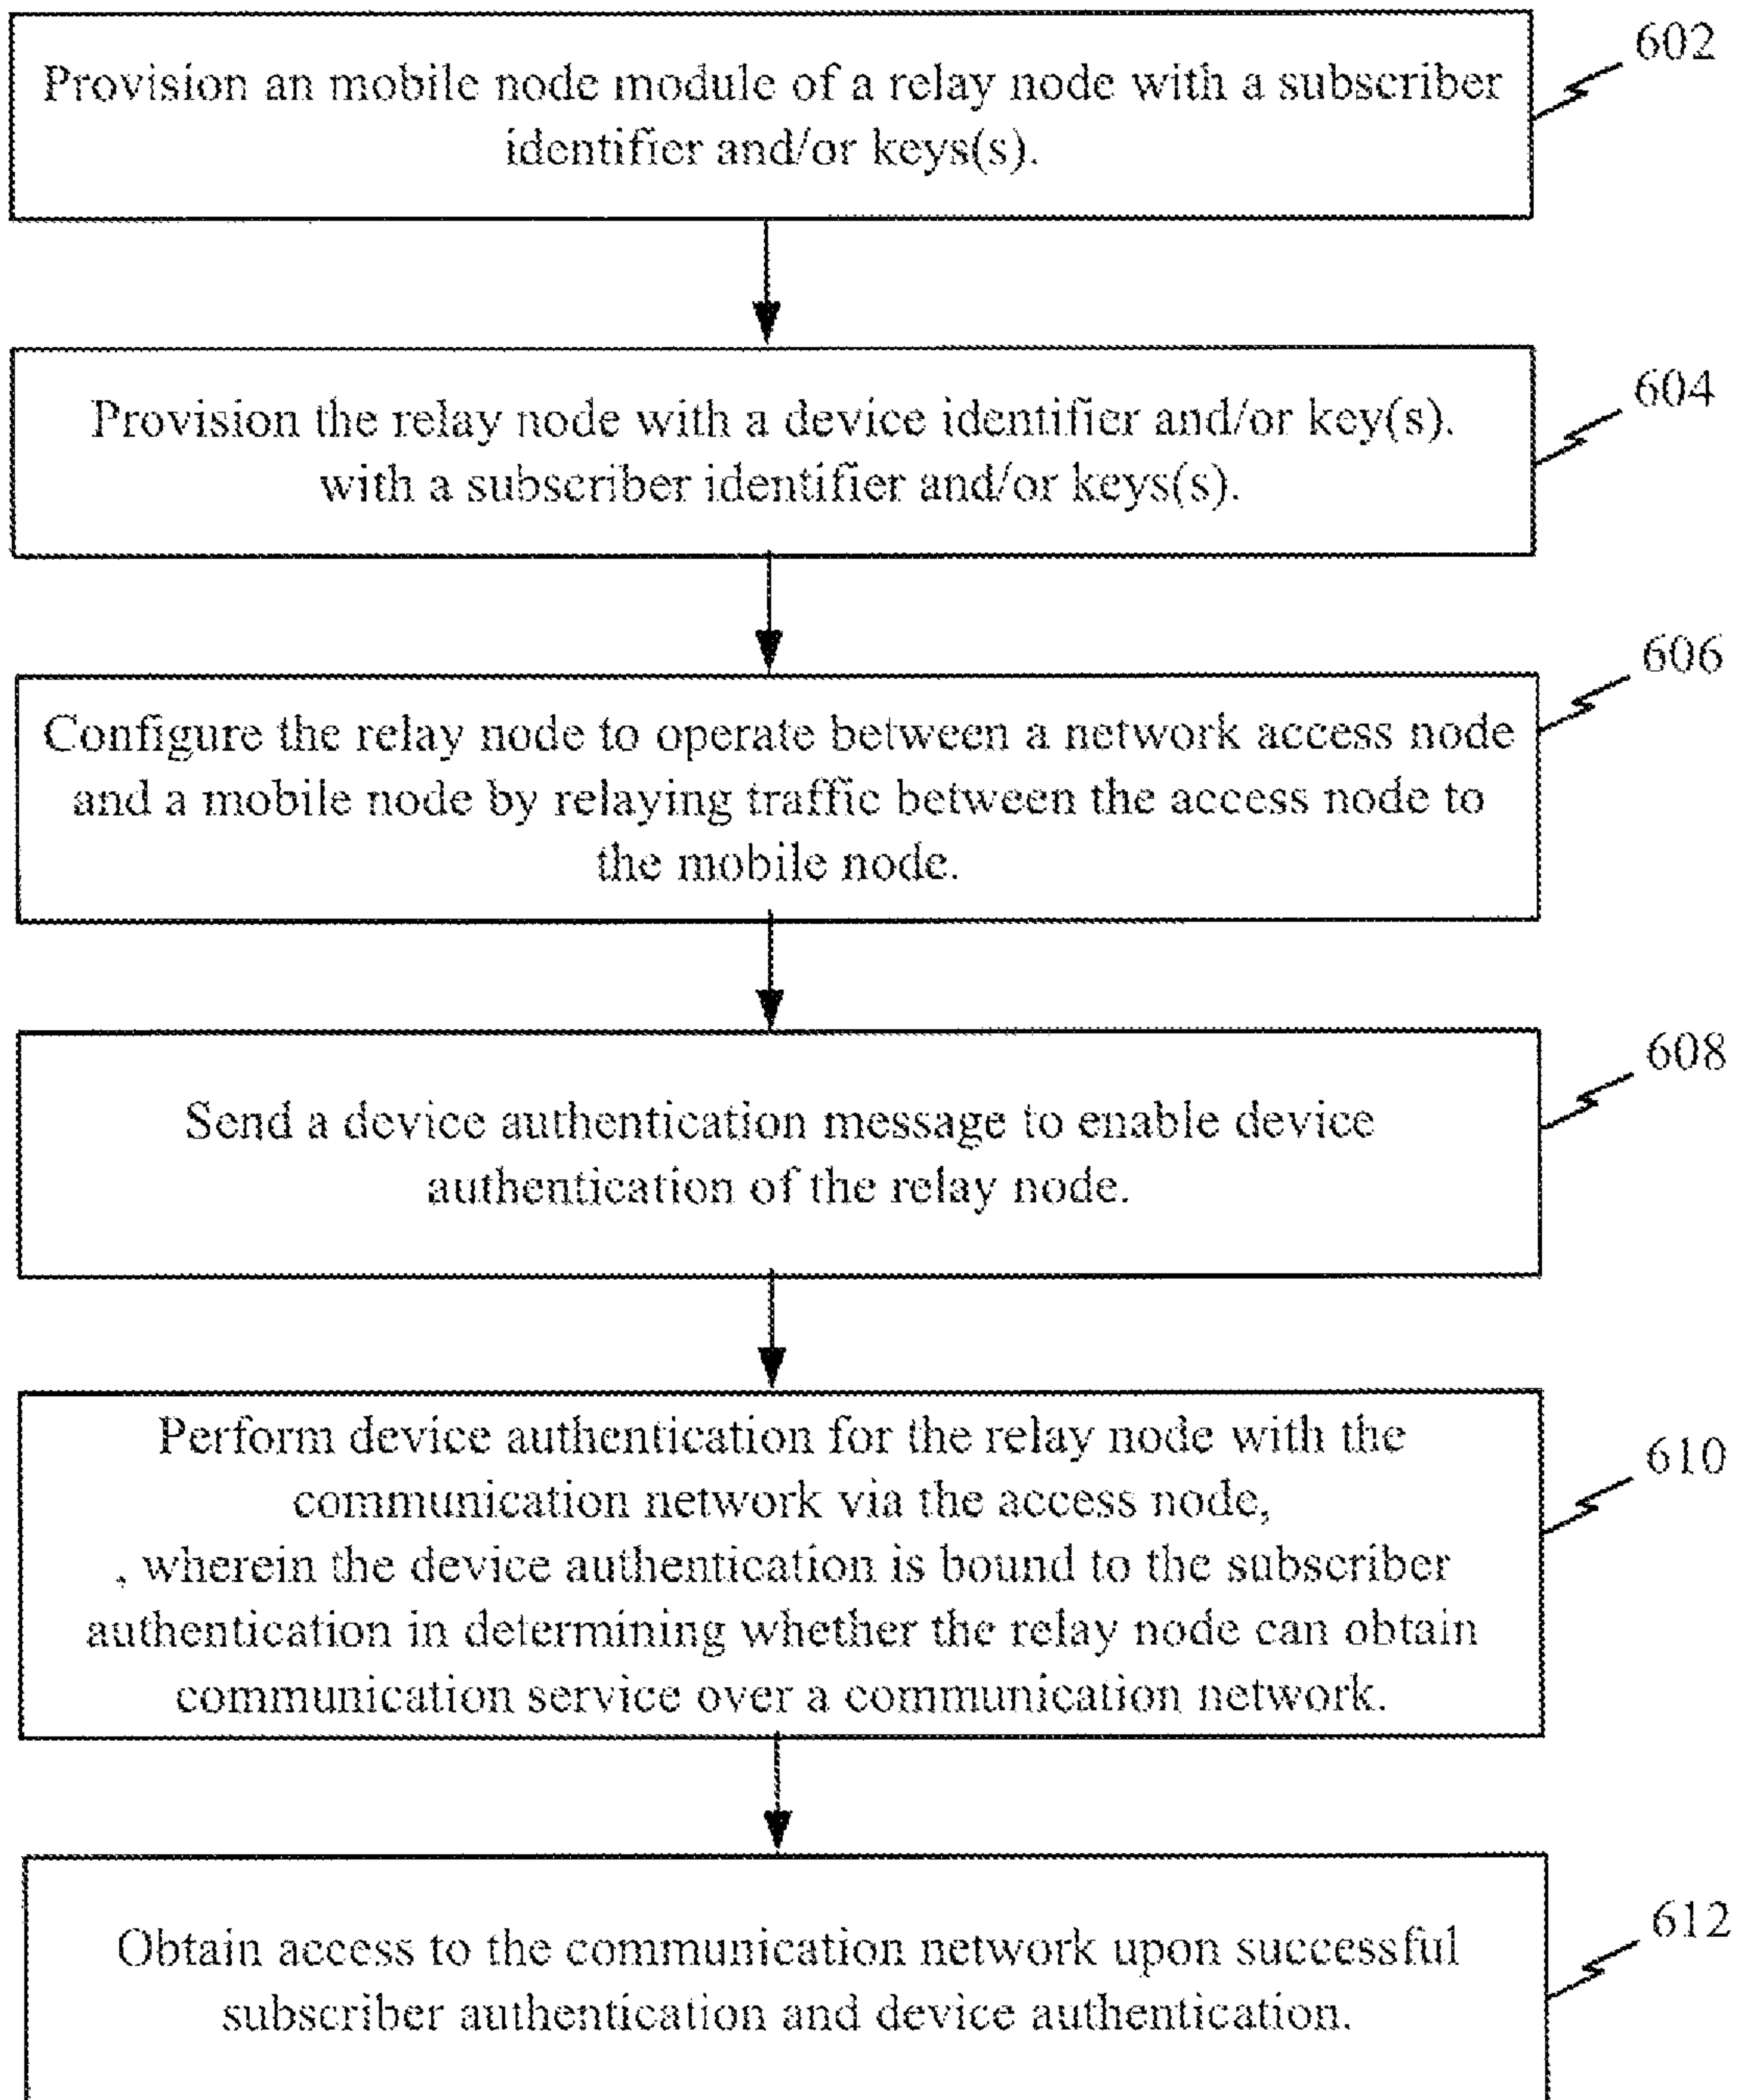 602
Provision an mobile node module of a relay node with a subscriber
identifier and/or keys(s).
604
Provision the relay node with a device identifier and/or key(s).
with a subscriber identifier and/or keys(s).
606
Configure the relay node to operate between a network access node
and a mobile node by relaying traffic between the access node to
the mobile node.
608
Send a device authentication message to enable device
authentication of the relay node.
610
Perform device authentication for the relay node with the
communication network via the access node,
, wherein the device authentication is bound to the subscriber
authentication in determining whether the relay node can obtain
communication service over a communication network.
612
Obtain access to the communication network upon successful
subscriber authentication and device authentication.